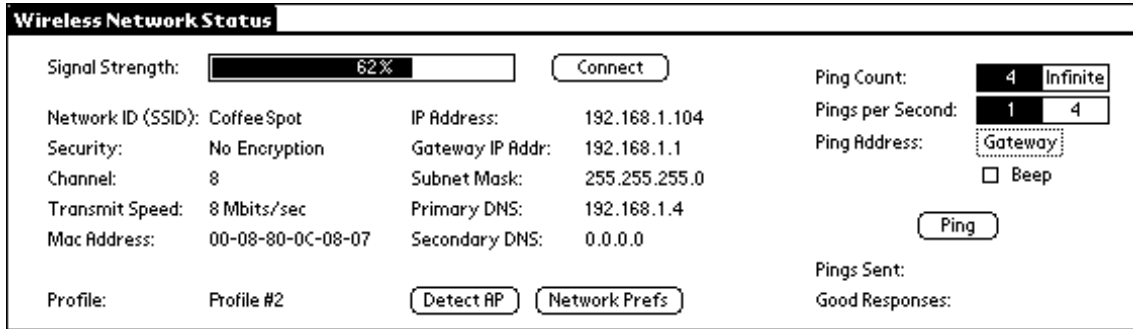 Wireless Network Status
Signal Strength: 62% Connect
Network ID (SSID): CoffeeSpot IP Address: 192.168.1.104
Security: No Encryption Gateway IP Addr: 192.168.1.1
Channel: 8 Subnet Mask: 255.255.255.0
Transmit Speed: 8 Mbits/sec Primary DNS: 192.168.1.4
Mac Address: 00-08-80-0C-08-07 Secondary DNS: 0.0.0.0
Profile: Profile #2 Detect AP Network Prefs
Ping Count: 4 Infinite
Pings per Second: 1 4
Ping Address: Gateway
Beep
Ping
Pings Sent:
Good Responses: